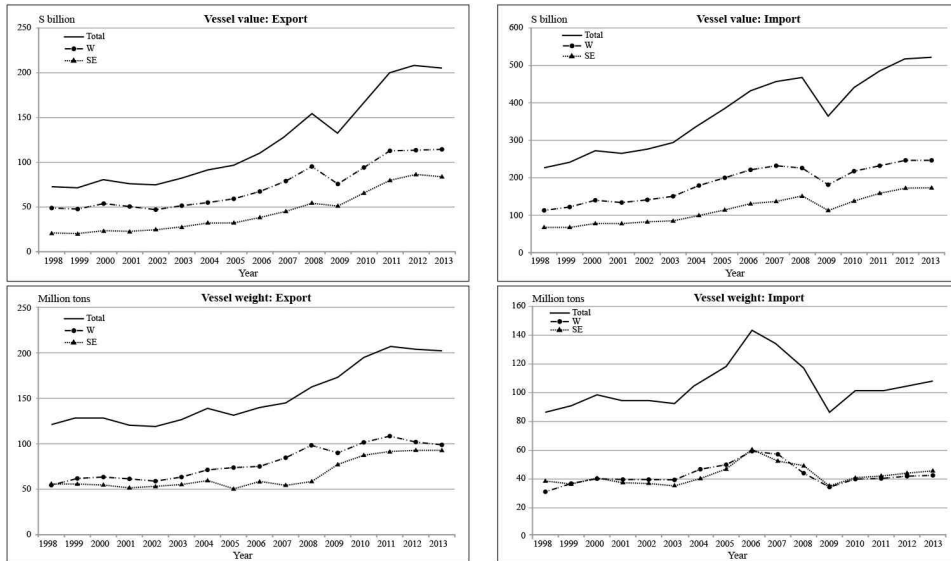 $ billion
Vessel value: Export
250
200
150
100
50
0
Total
W
SE
1998 1999 2000 2001 2002 2003 2004 2005 2006 2007 2008 2009 2010 2011 2012 2013
Year
$ billion
Vessel value: Import
600
500
400
300
200
100
0
Total
W
SE
1998 1999 2000 2001 2002 2003 2004 2005 2006 2007 2008 2009 2010 2011 2012 2013
Year
Million tons
Vessel weight: Export
250
200
150
100
50
0
Total
W
SE
1998 1999 2000 2001 2002 2003 2004 2005 2006 2007 2008 2009 2010 2011 2012 2013
Year
Million tons
Vessel weight: Import
160
140
120
100
80
60
40
20
0
Total
W
SE
1998 1999 2000 2001 2002 2003 2004 2005 2006 2007 2008 2009 2010 2011 2012 2013
Year